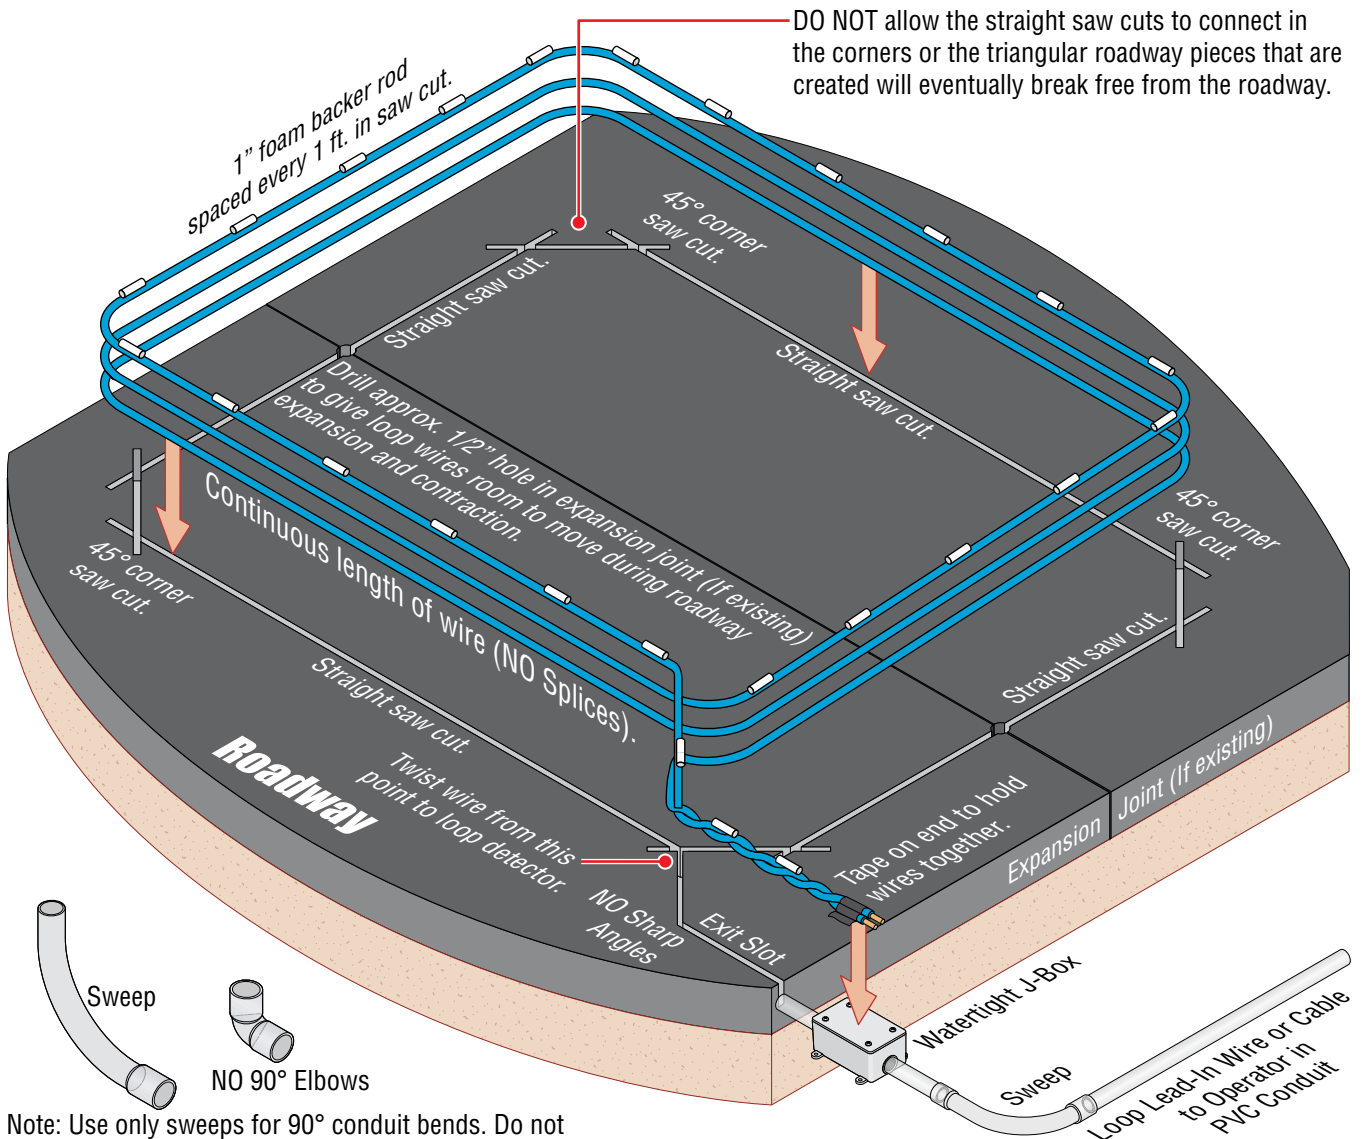 DO NOT allow the straight saw cuts to connect in
the corners or the triangular roadway pieces that are
created will eventually break free from the roadway.
1” foam backer rod
spaced every 1 ft. in saw cut.
45° corner
saw cut.
Straight saw cut.
Straight saw cut.
Drill approx. 1/2” hole in expansion joint (If existing)
to give loop wires room to move during roadway
expansion and contraction.
Continuous length of wire (NO Splices).
45° corner
saw cut.
45° corner
saw cut.
Straight saw cut.
Straight saw cut.
Roadway
Twist wire from this
point to loop detector.
Tape on end to hold
wires together.
Expansion Joint (If existing)
NO Sharp
Angles
Exit Slot
Watertight J-Box
Sweep
NO 90° Elbows
Sweep
Loop Lead-In Wire or Cable
to Operator in
PVC Conduit
Note: Use only sweeps for 90° conduit bends. Do not